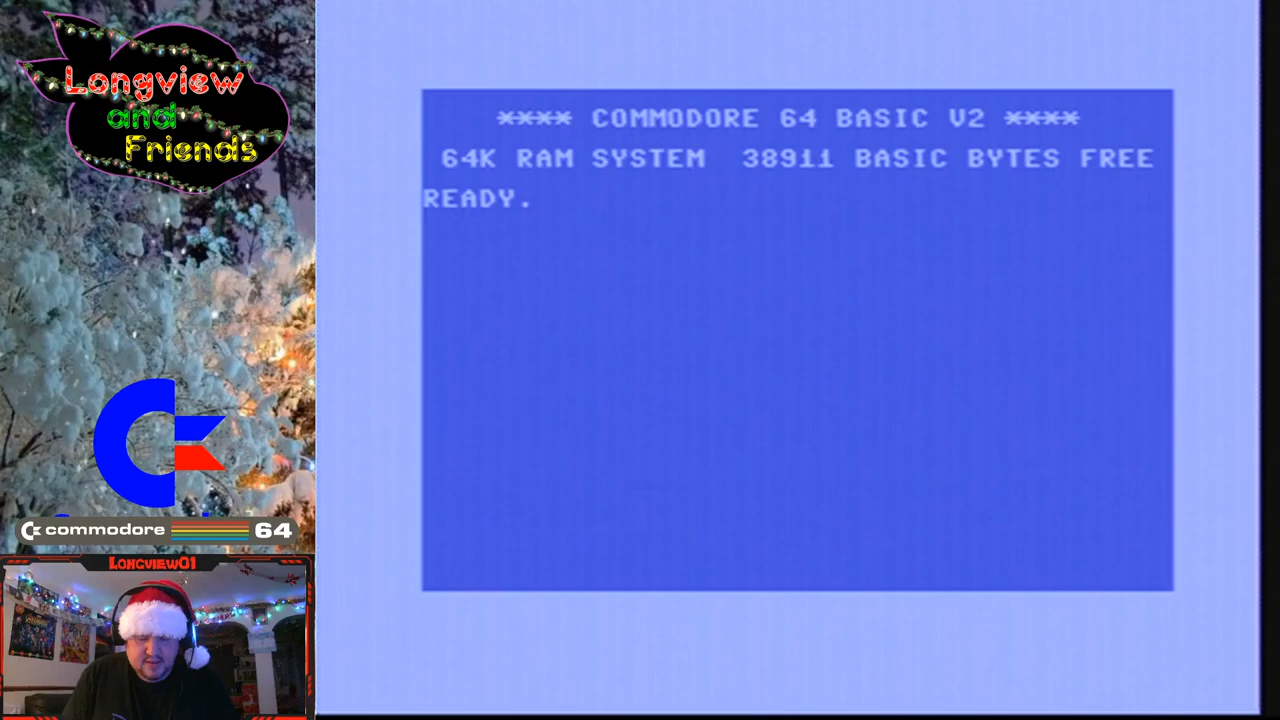 Longview
and
Friends
**** COMMODORE 64 BASIC V2 ****
64K RAM SYSTEM  38911 BASIC BYTES FREE
READY.
commodore 64
LONGVIEW01